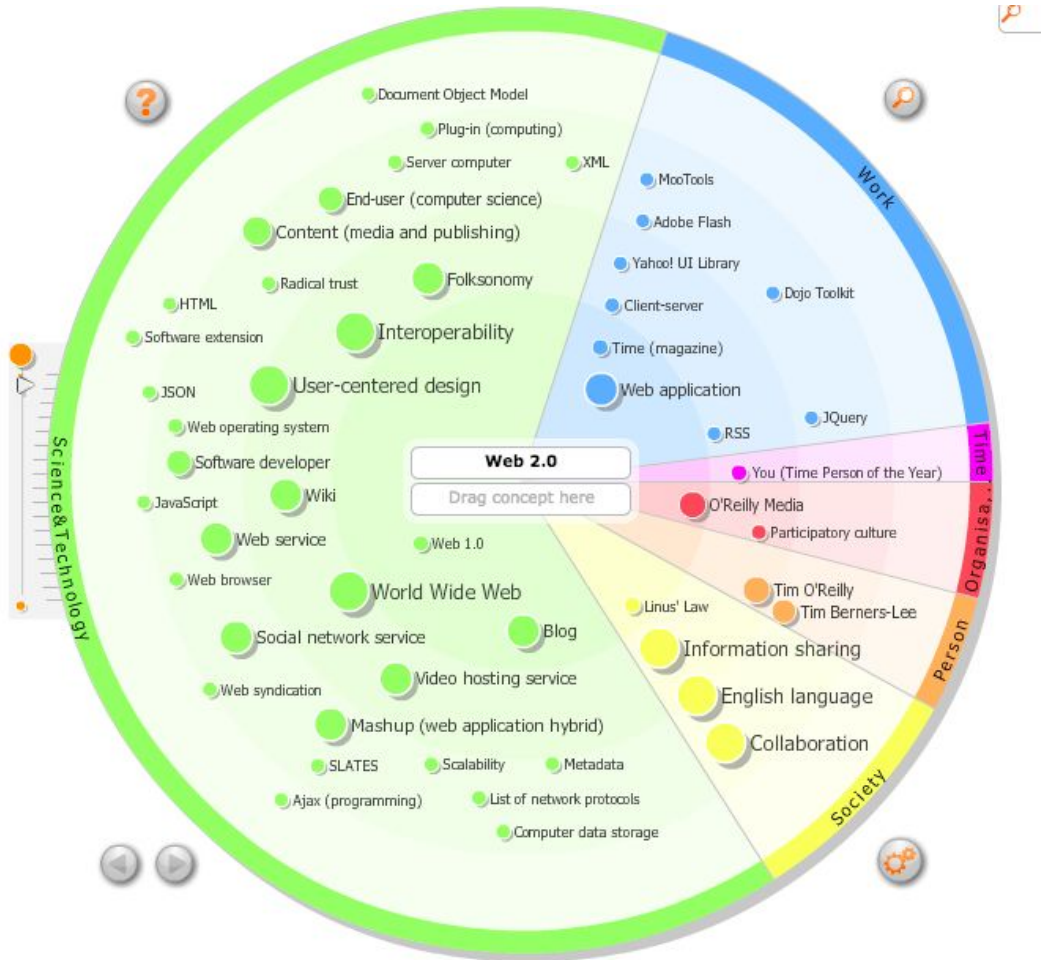 ?
Document Object Model
Plug-in (computing)
Server computer
XML
End-user (computer science)
Content (media and publishing)
Folksonomy
Radical trust
HTML
Interoperability
Software extension
User-centered design
JSON
Web operating system
Software developer
Wiki
JavaScript
Web service
Web 1.0
Web browser
World Wide Web
Blog
Social network service
Video hosting service
Web syndication
Mashup (web application hybrid)
SLATES
Scalability
Metadata
Ajax (programming)
List of network protocols
Computer data storage
Science&Technology
Web 2.0
Drag concept here
Work
MooTools
Adobe Flash
Yahoo! UI Library
Dojo Toolkit
Client-server
Time (magazine)
Web application
JQuery
RSS
Time
You (Time Person of the Year)
Organisa...
O'Reilly Media
Participatory culture
Person
Tim O'Reilly
Tim Berners-Lee
Society
Linus' Law
Information sharing
English language
Collaboration